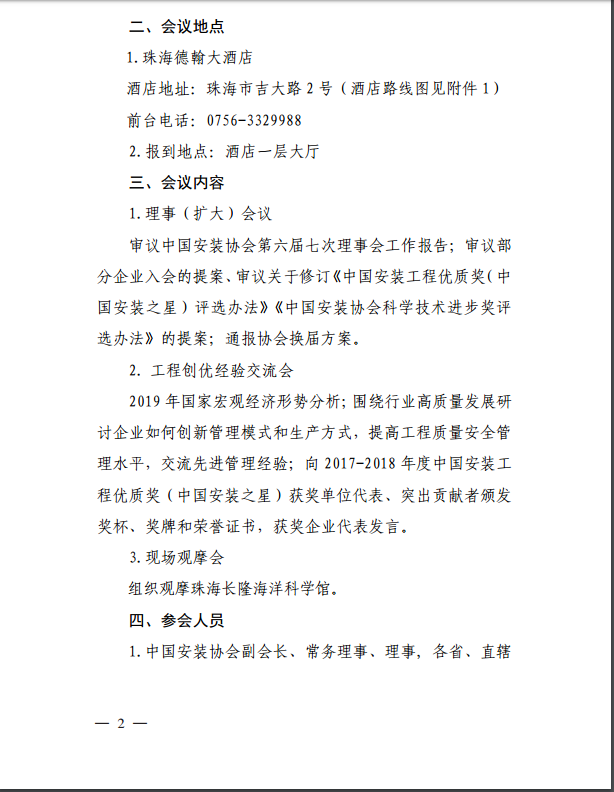 二、会议地点
1.珠海德翰大酒店
酒店地址：珠海市吉大路2号（酒店路线图见附件1）
前台电话：0756-3329988
2.报到地点：酒店一层大厅
三、会议内容
1.理事（扩大）会议
审议中国安装协会第六届七次理事会工作报告；审议部
分企业入会的提案、审议关于修订《中国安装工程优质奖（中
国安装之星）评选办法》《中国安装协会科学技术进步奖评
选办法》的提案；通报协会换届方案。
2. 工程创优经验交流会
2019年国家宏观经济形势分析；围绕行业高质量发展研
讨企业如何创新管理模式和生产方式，提高工程质量安全管
理水平，交流先进管理经验；向2017-2018年度中国安装工
程优质奖（中国安装之星）获奖单位代表、突出贡献者颁发
奖杯、奖牌和荣誉证书，获奖企业代表发言。
3.现场观摩会
组织观摩珠海长隆海洋科学馆。
四、参会人员
1.中国安装协会副会长、常务理事、理事，各省、直辖
— 2 —